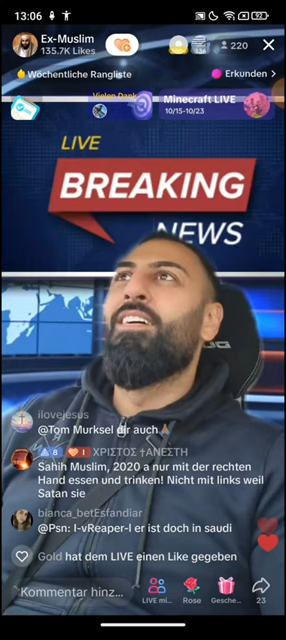 13:06
92
Ex-Muslim
135.7K Likes
220
Wöchentliche Rangliste
Erkunden >
Vielen Dank
Minecraft LIVE
10/15-10/23
LIVE
BREAKING
NEWS
ilovejesus
@Tom Murksel dir auch
8 1 ΧΡΙΣΤΟΣ †ΑΝΕΣΤΗ
Sahih Muslim, 2020 a nur mit der rechten
Hand essen und trinken! Nicht mit links weil
Satan sie
bianca_betEsfandiar
@Psn: I-vReaper-I er ist doch in saudi
Gold hat dem LIVE einen Like gegeben
Kommentar hinz...
LIVE mi...
Rose
Gesche...
23